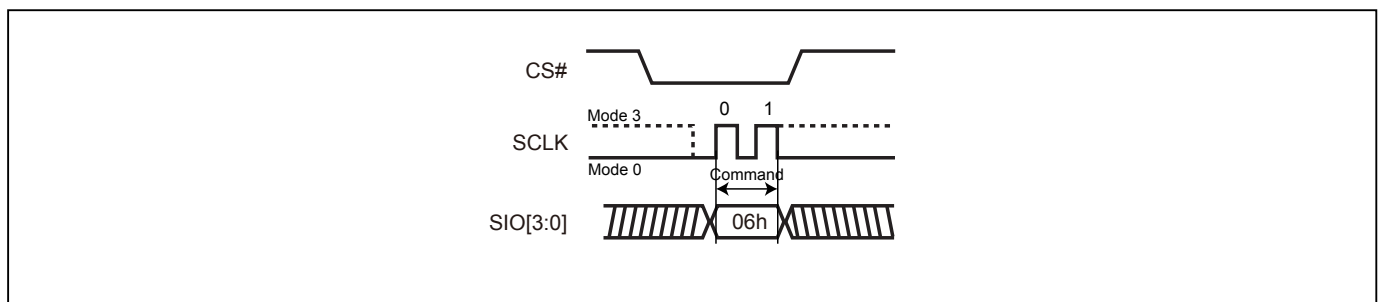 CS#
Mode 3 0 1
SCLK
Mode 0 Command
SIO[3:0] 06h